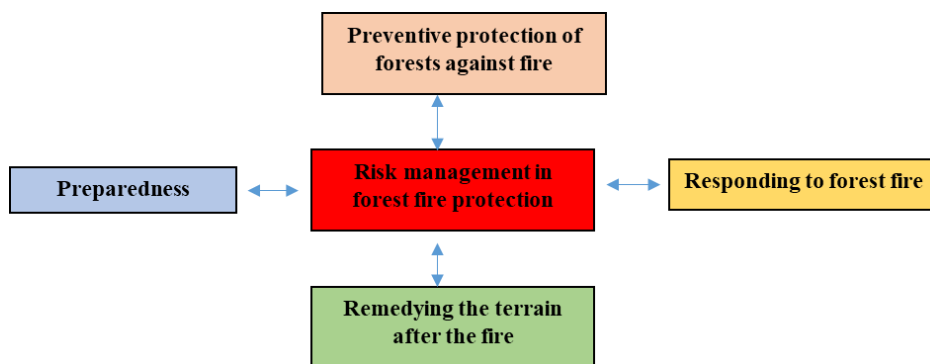 Preventive protection of
forests against fire
Preparedness
Risk management in
forest fire protection
Responding to forest fire
Remedying the terrain
after the fire